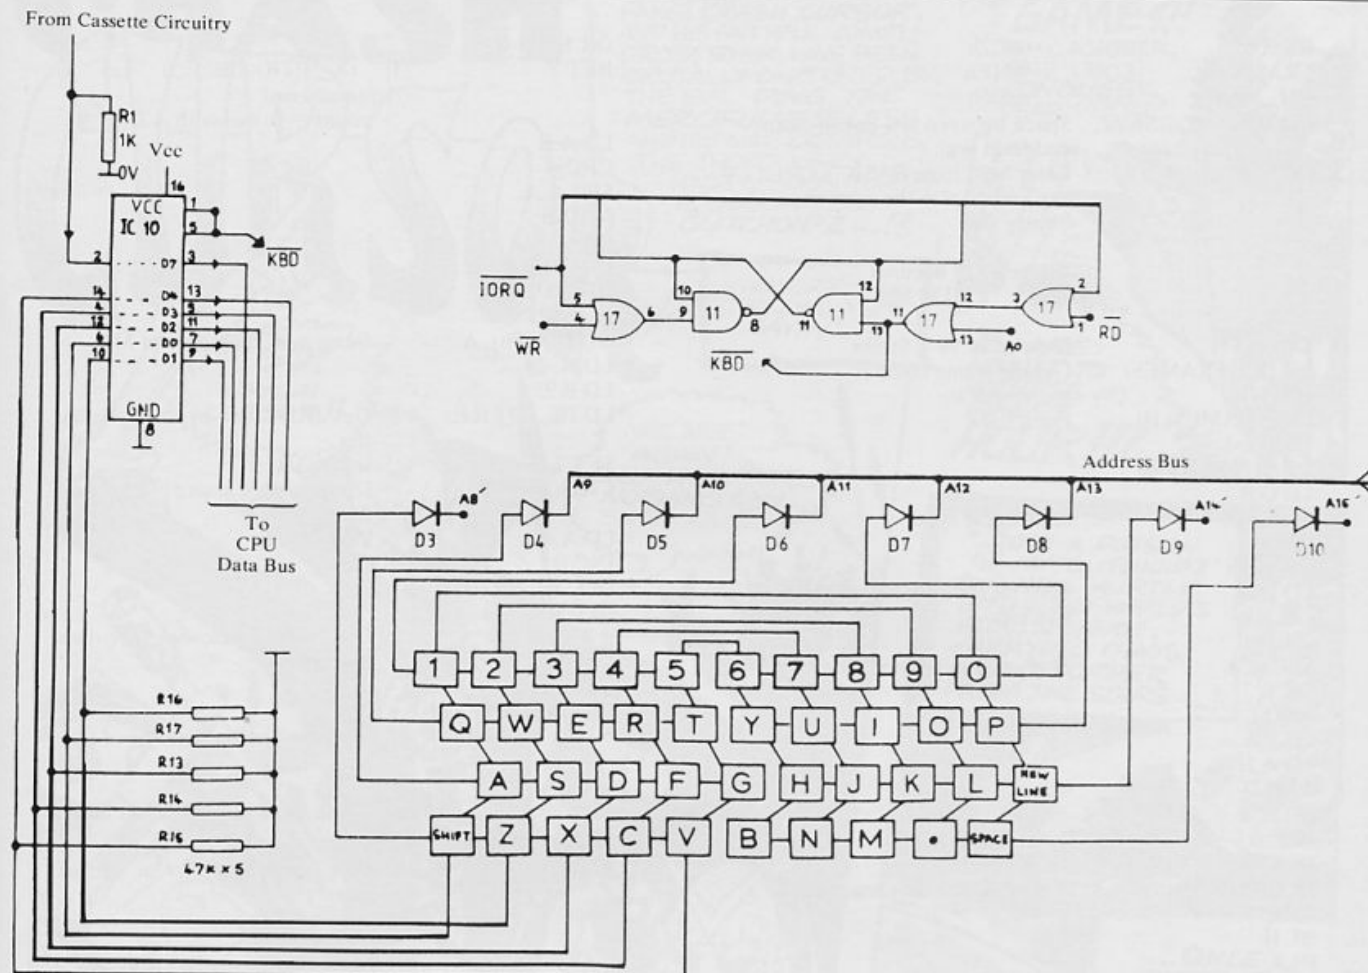 From Cassette Circuitry
R1
1K
0V
Vcc
16
VCC
IC 10
1
5
KBD
2 D7 3
14 D4 13
4 D3 5
12 D2 11
6 D0 7
10 D1 9
GND
8
To
CPU
Data Bus
IORQ
WR
5
4
17
6
10
9
11
8
12
11
11
13
11
17
12
13
A0
3
17
2
1
RD
KBD
Address Bus
A8'
A9
A10
A11
A12
A13
A14'
A15'
D3
D4
D5
D6
D7
D8
D9
D10
1 2 3 4 5 6 7 8 9 0
Q W E R T Y U I O P
A S D F G H J K L NEW LINE
SHIFT Z X C V B N M . SPACE
R16
R17
R13
R14
R15
47K x 5